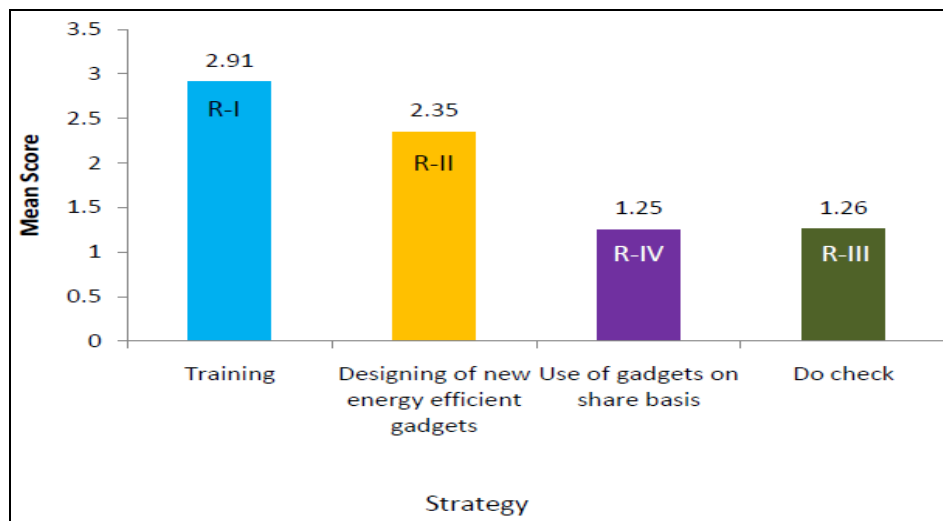 3.5
3
2.5
2
1.5
1
0.5
0
Mean Score
2.91
R-I
2.35
R-II
1.25
R-IV
1.26
R-III
Training
Designing of new
energy efficient
gadgets
Use of gadgets on
share basis
Do check
Strategy